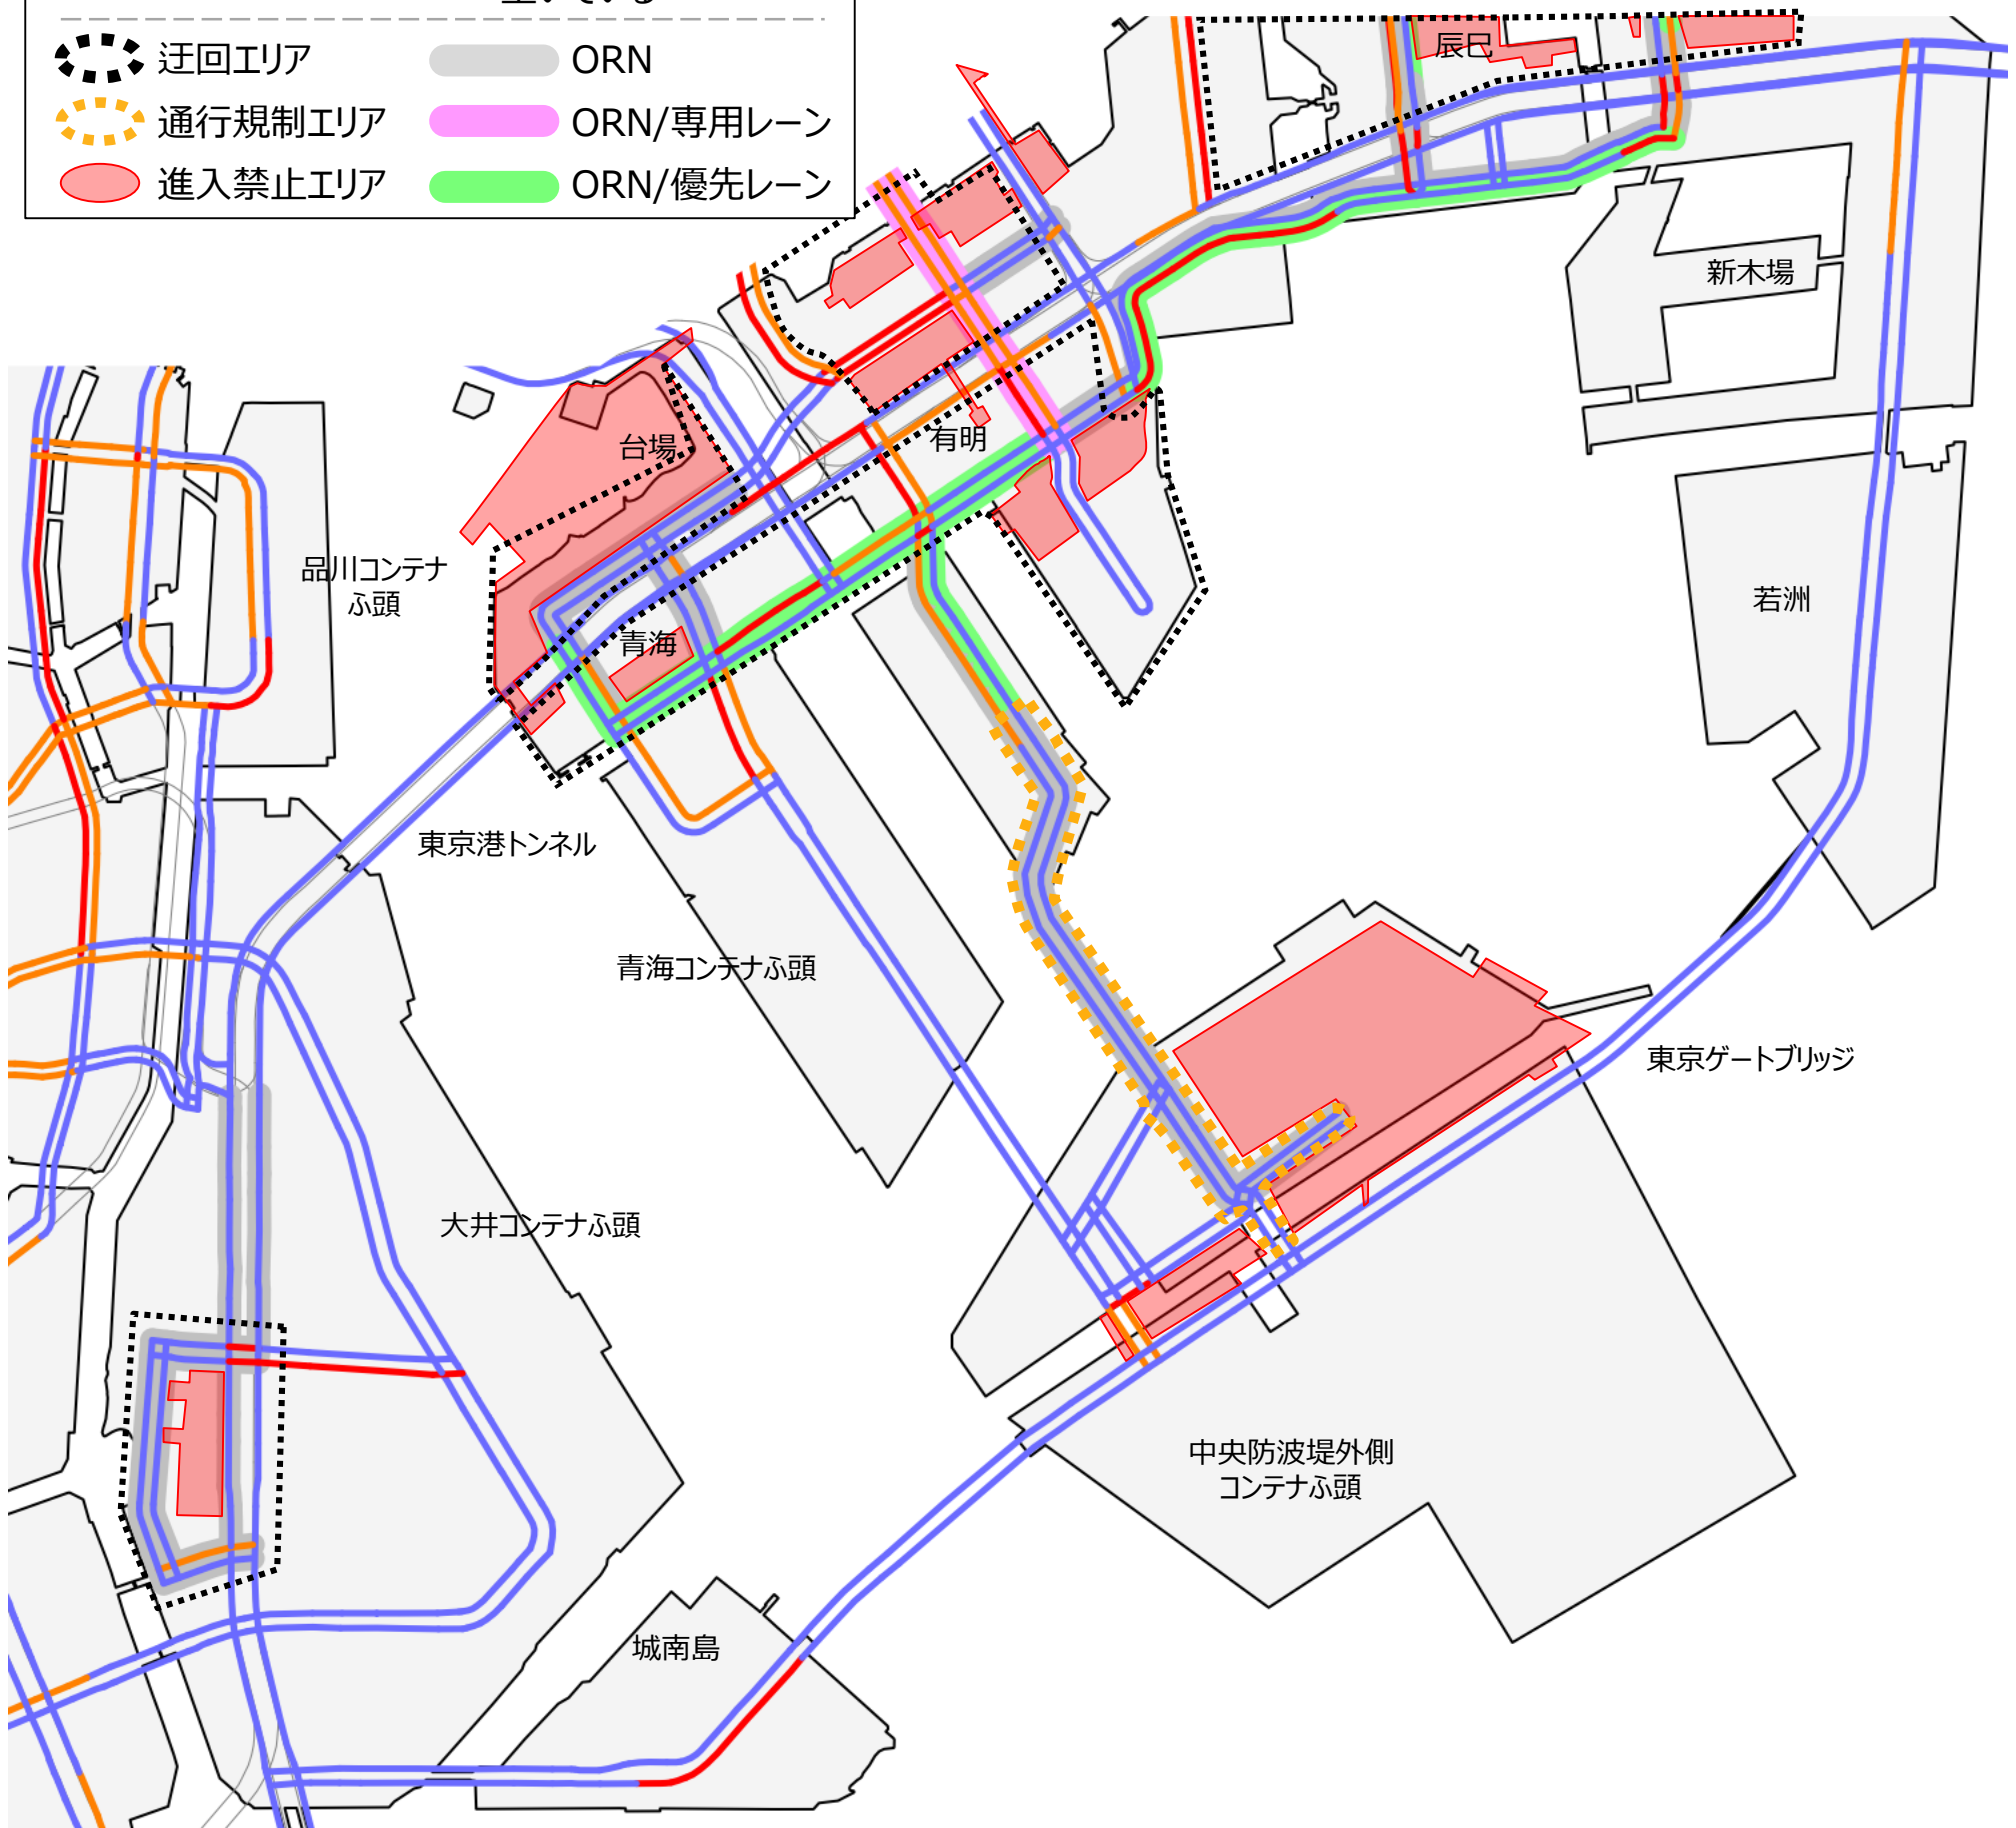 空いている
迂回エリア
ORN
通行規制エリア
ORN/専用レーン
進入禁止エリア
ORN/優先レーン
辰巳
新木場
台場
有明
品川コンテナ
ふ頭
若洲
青海
東京港トンネル
青海コンテナふ頭
東京ゲートブリッジ
大井コンテナふ頭
中央防波堤外側
コンテナふ頭
城南島